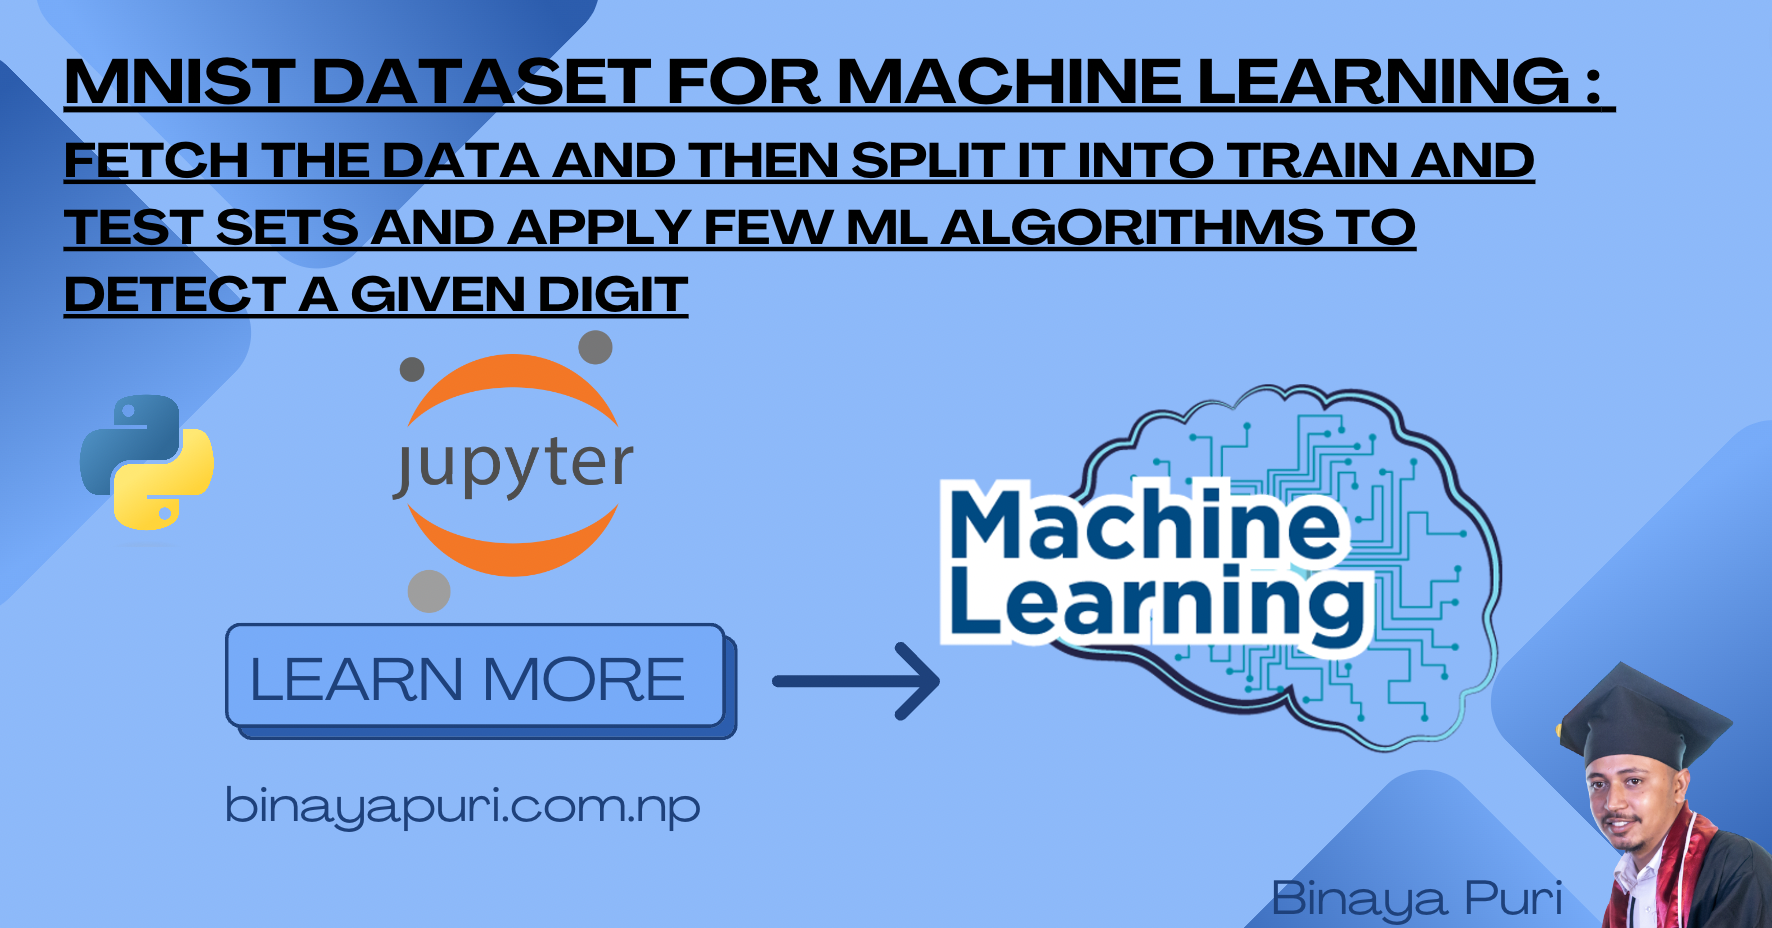 MNIST DATASET FOR MACHINE LEARNING :
FETCH THE DATA AND THEN SPLIT IT INTO TRAIN AND
TEST SETS AND APPLY FEW ML ALGORITHMS TO
DETECT A GIVEN DIGIT
jupyter
Machine
Learning
LEARN MORE
binayapuri.com.np
Binaya Puri